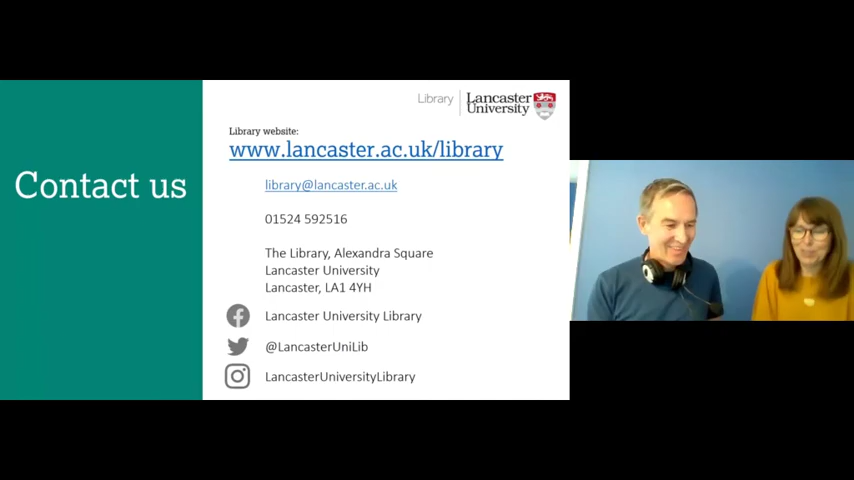 Contact us
Library
Lancaster
University
Library website:
www.lancaster.ac.uk/library
library@lancaster.ac.uk
01524 592516
The Library, Alexandra Square
Lancaster University
Lancaster, LA1 4YH
Lancaster University Library
@LancasterUniLib
LancasterUniversityLibrary